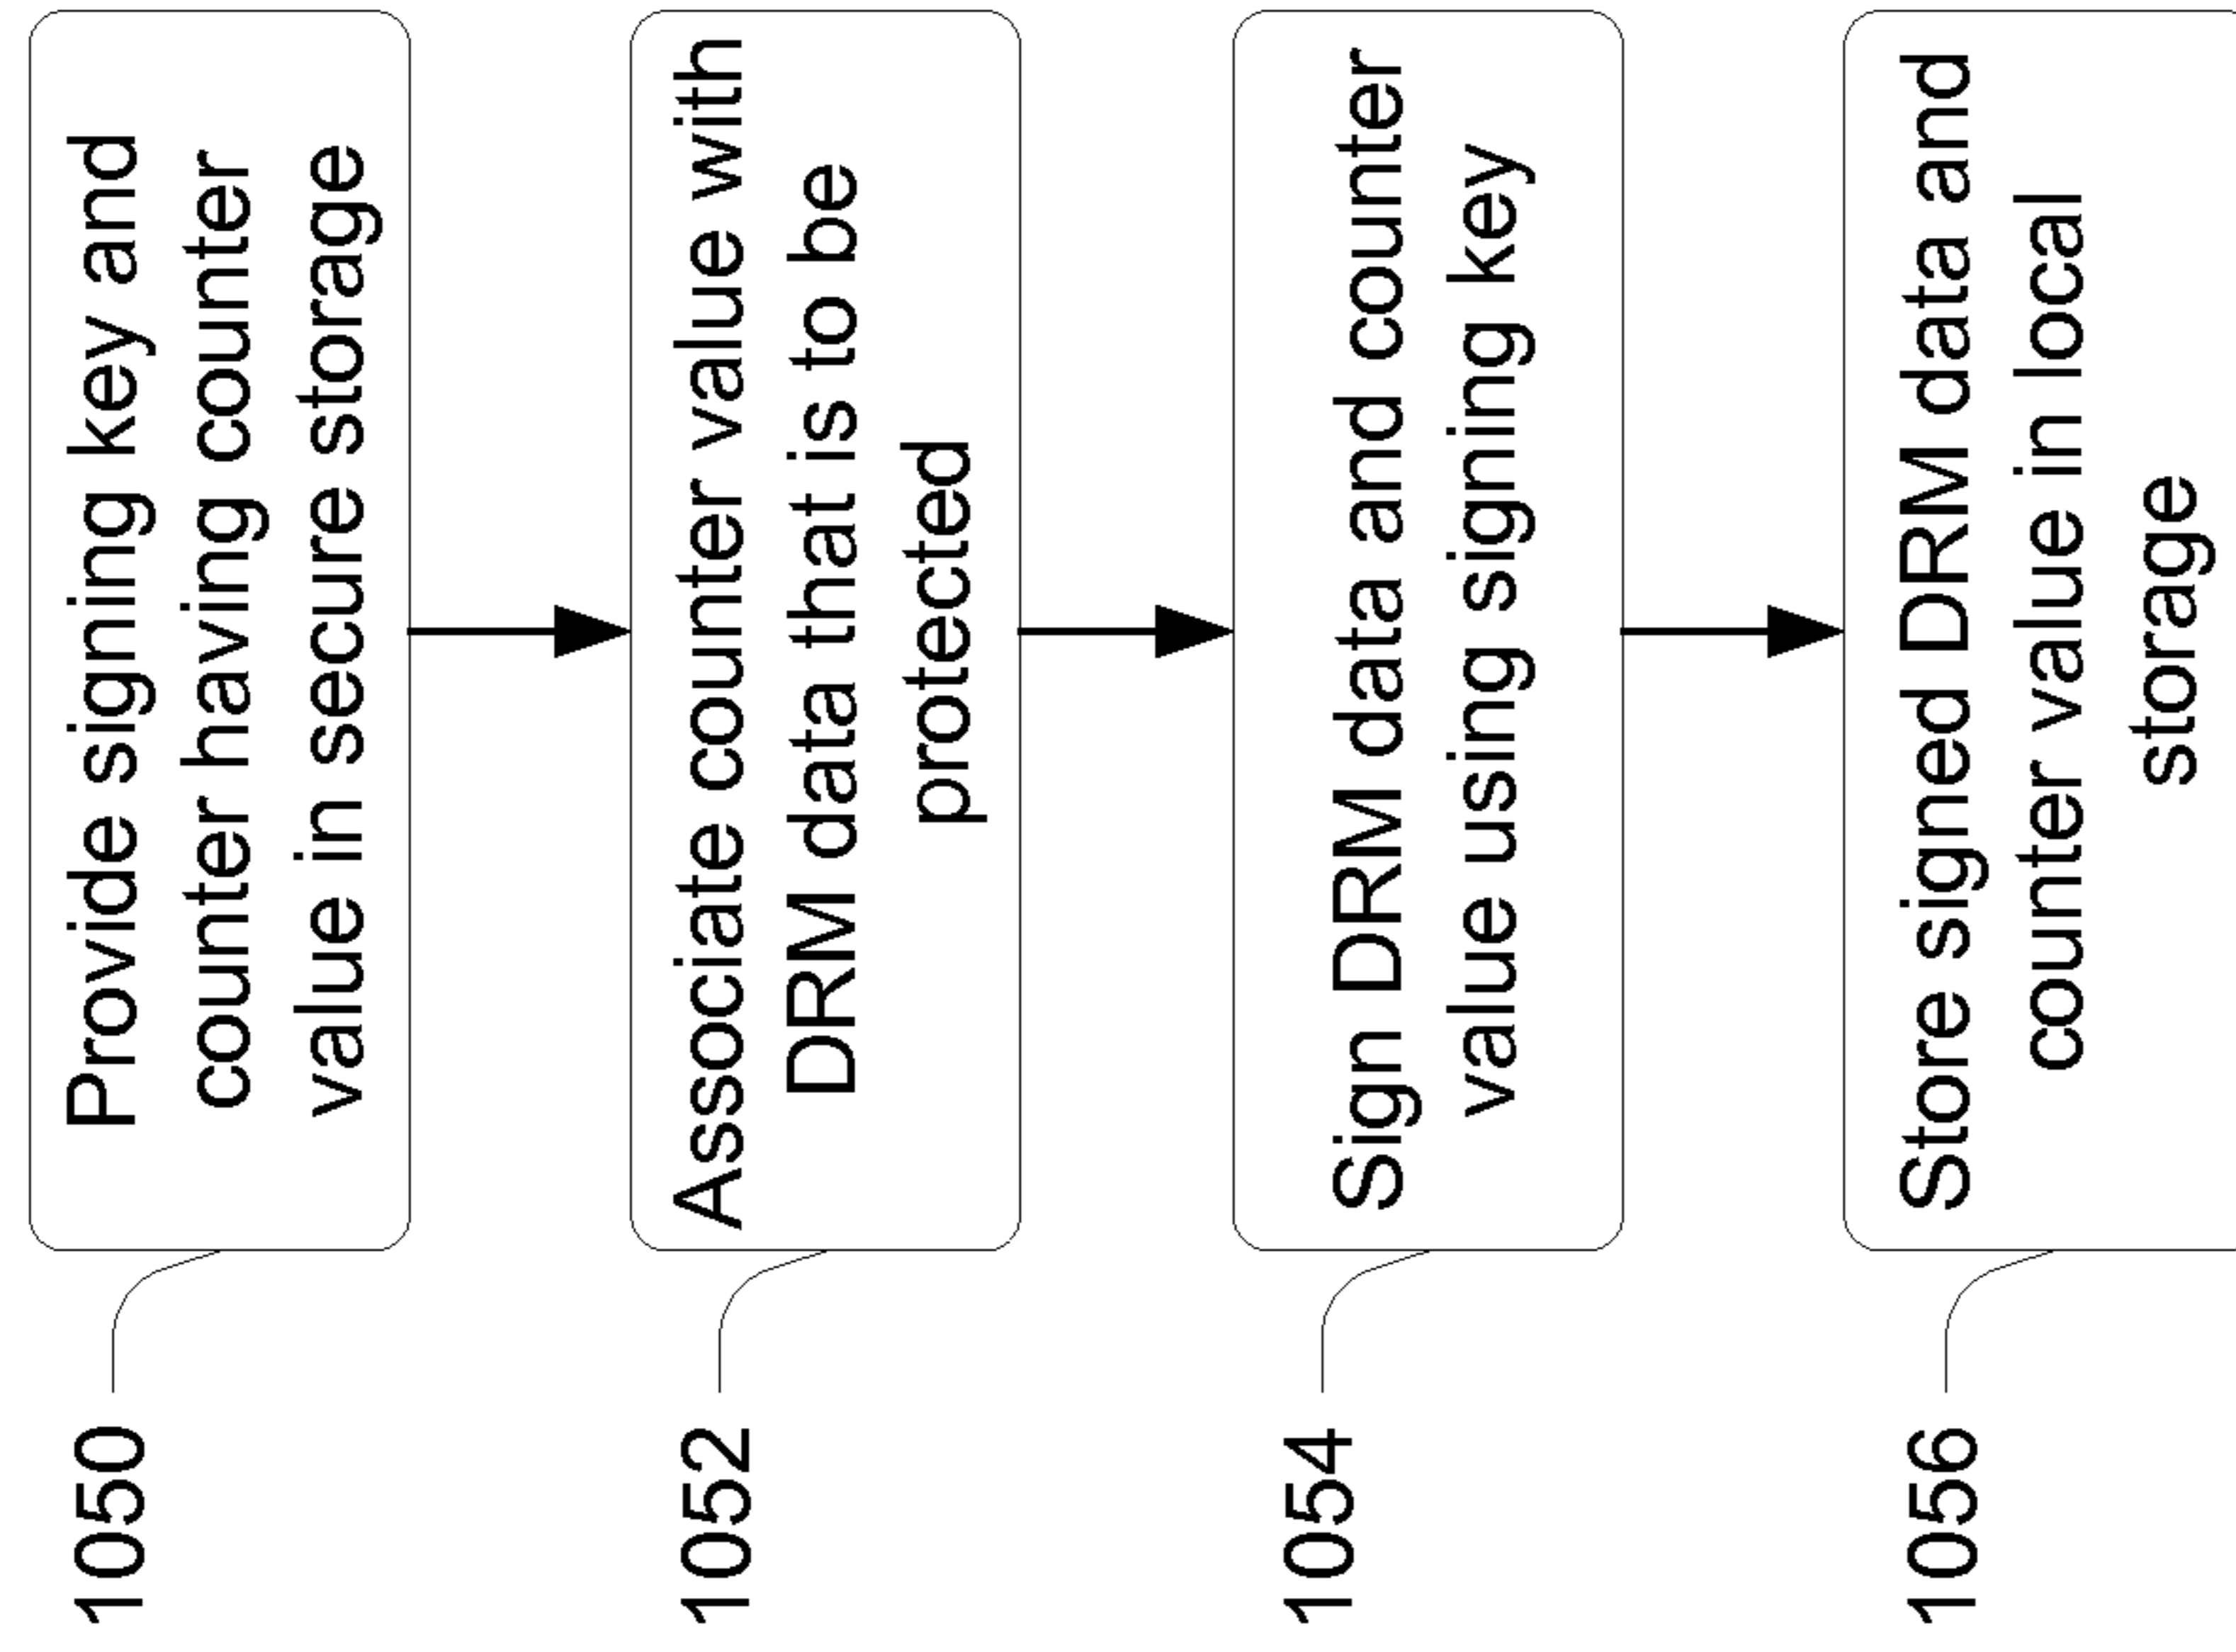 1050
Provide signing key and
counter having counter
value in secure storage
1052
Associate counter value with
DRM data that is to be
protected
1054
Sign DRM data and counter
value using signing key
1056
Store signed DRM data and
counter value in local
storage